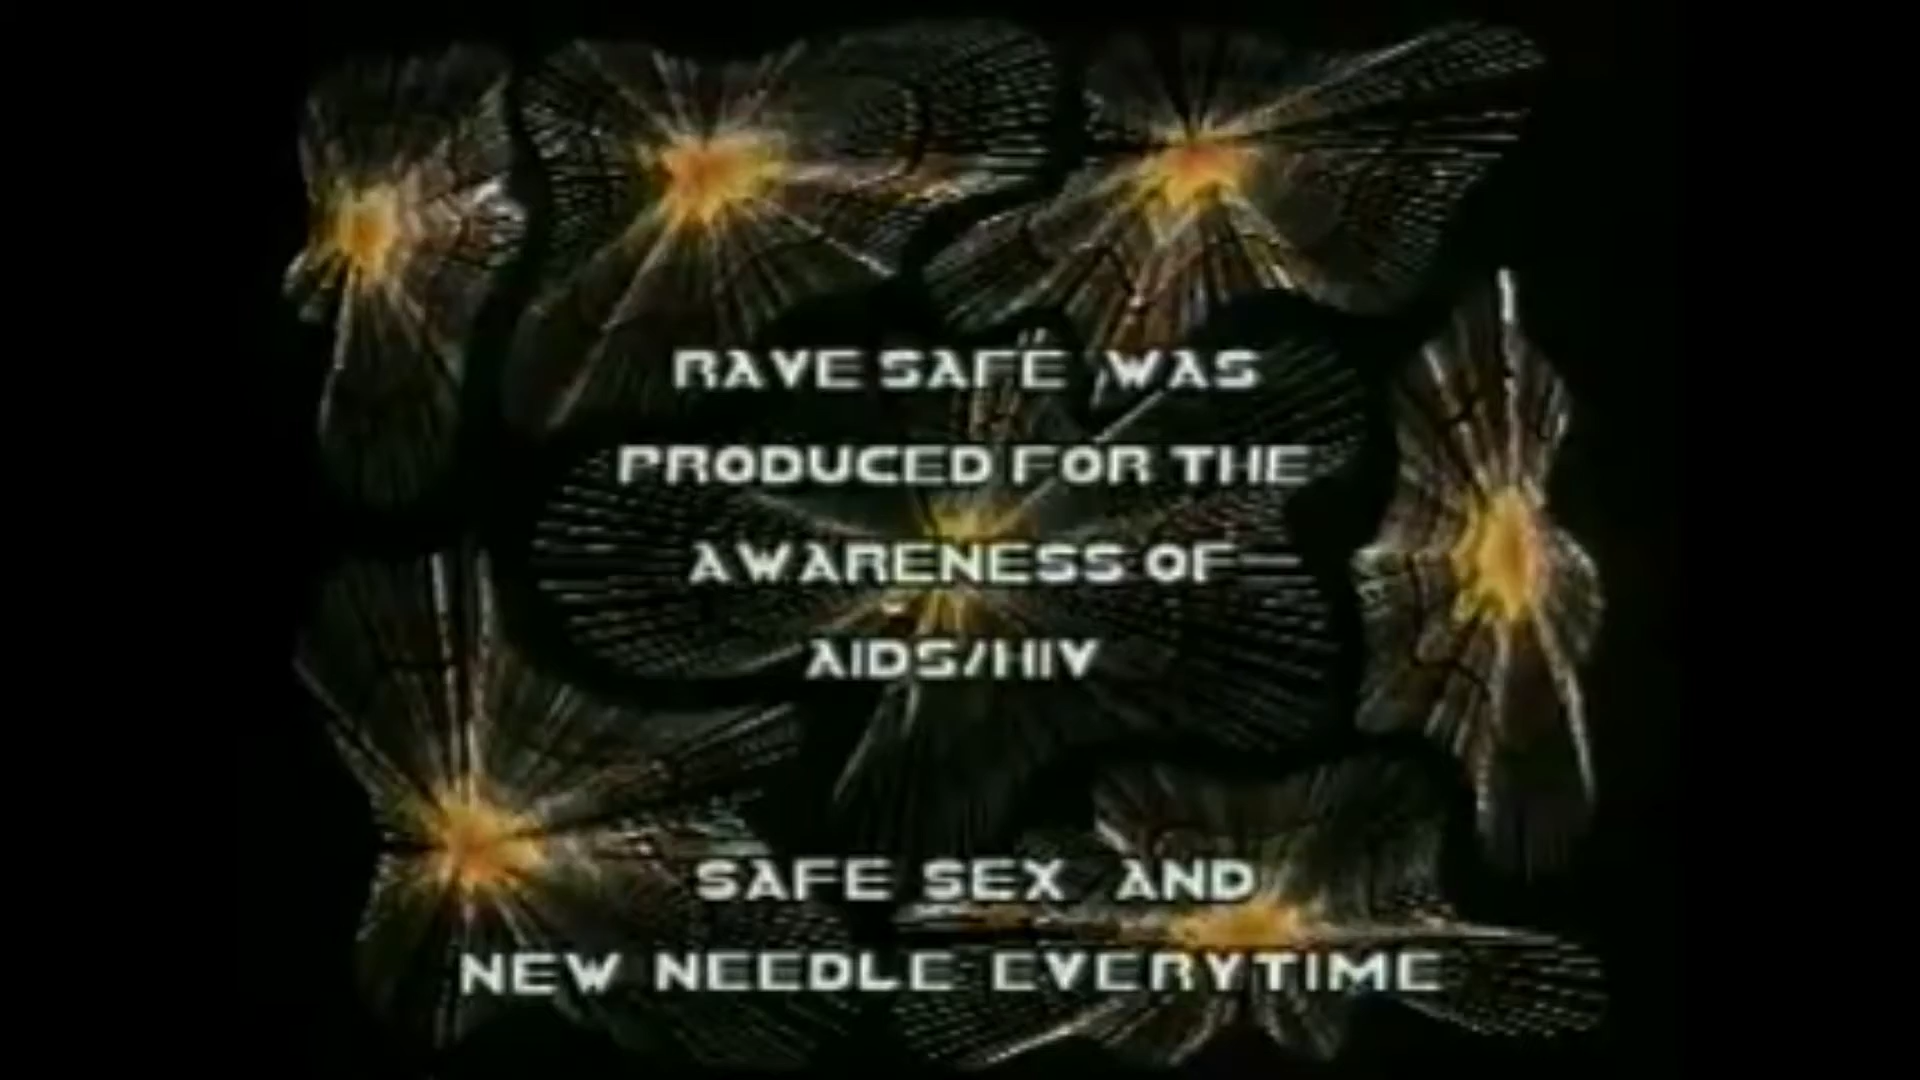 RAVE SAFE WAS
PRODUCED FOR THE
AWARENESS OF
AIDS/HIV
SAFE SEX AND
NEW NEEDLE EVERYTIME